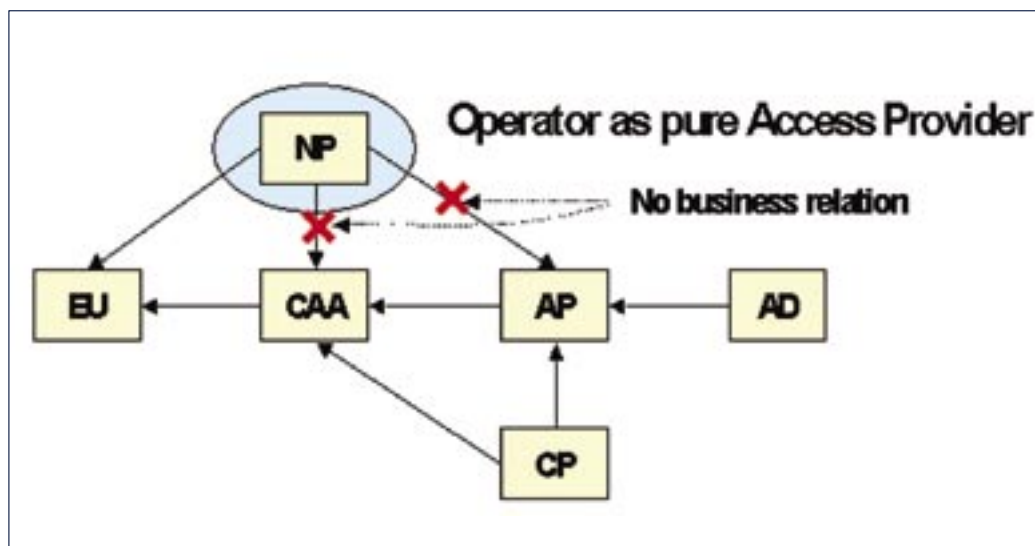 Operator as pure Access Provider
NP
No business relation
EU
CAA
AP
AD
CP